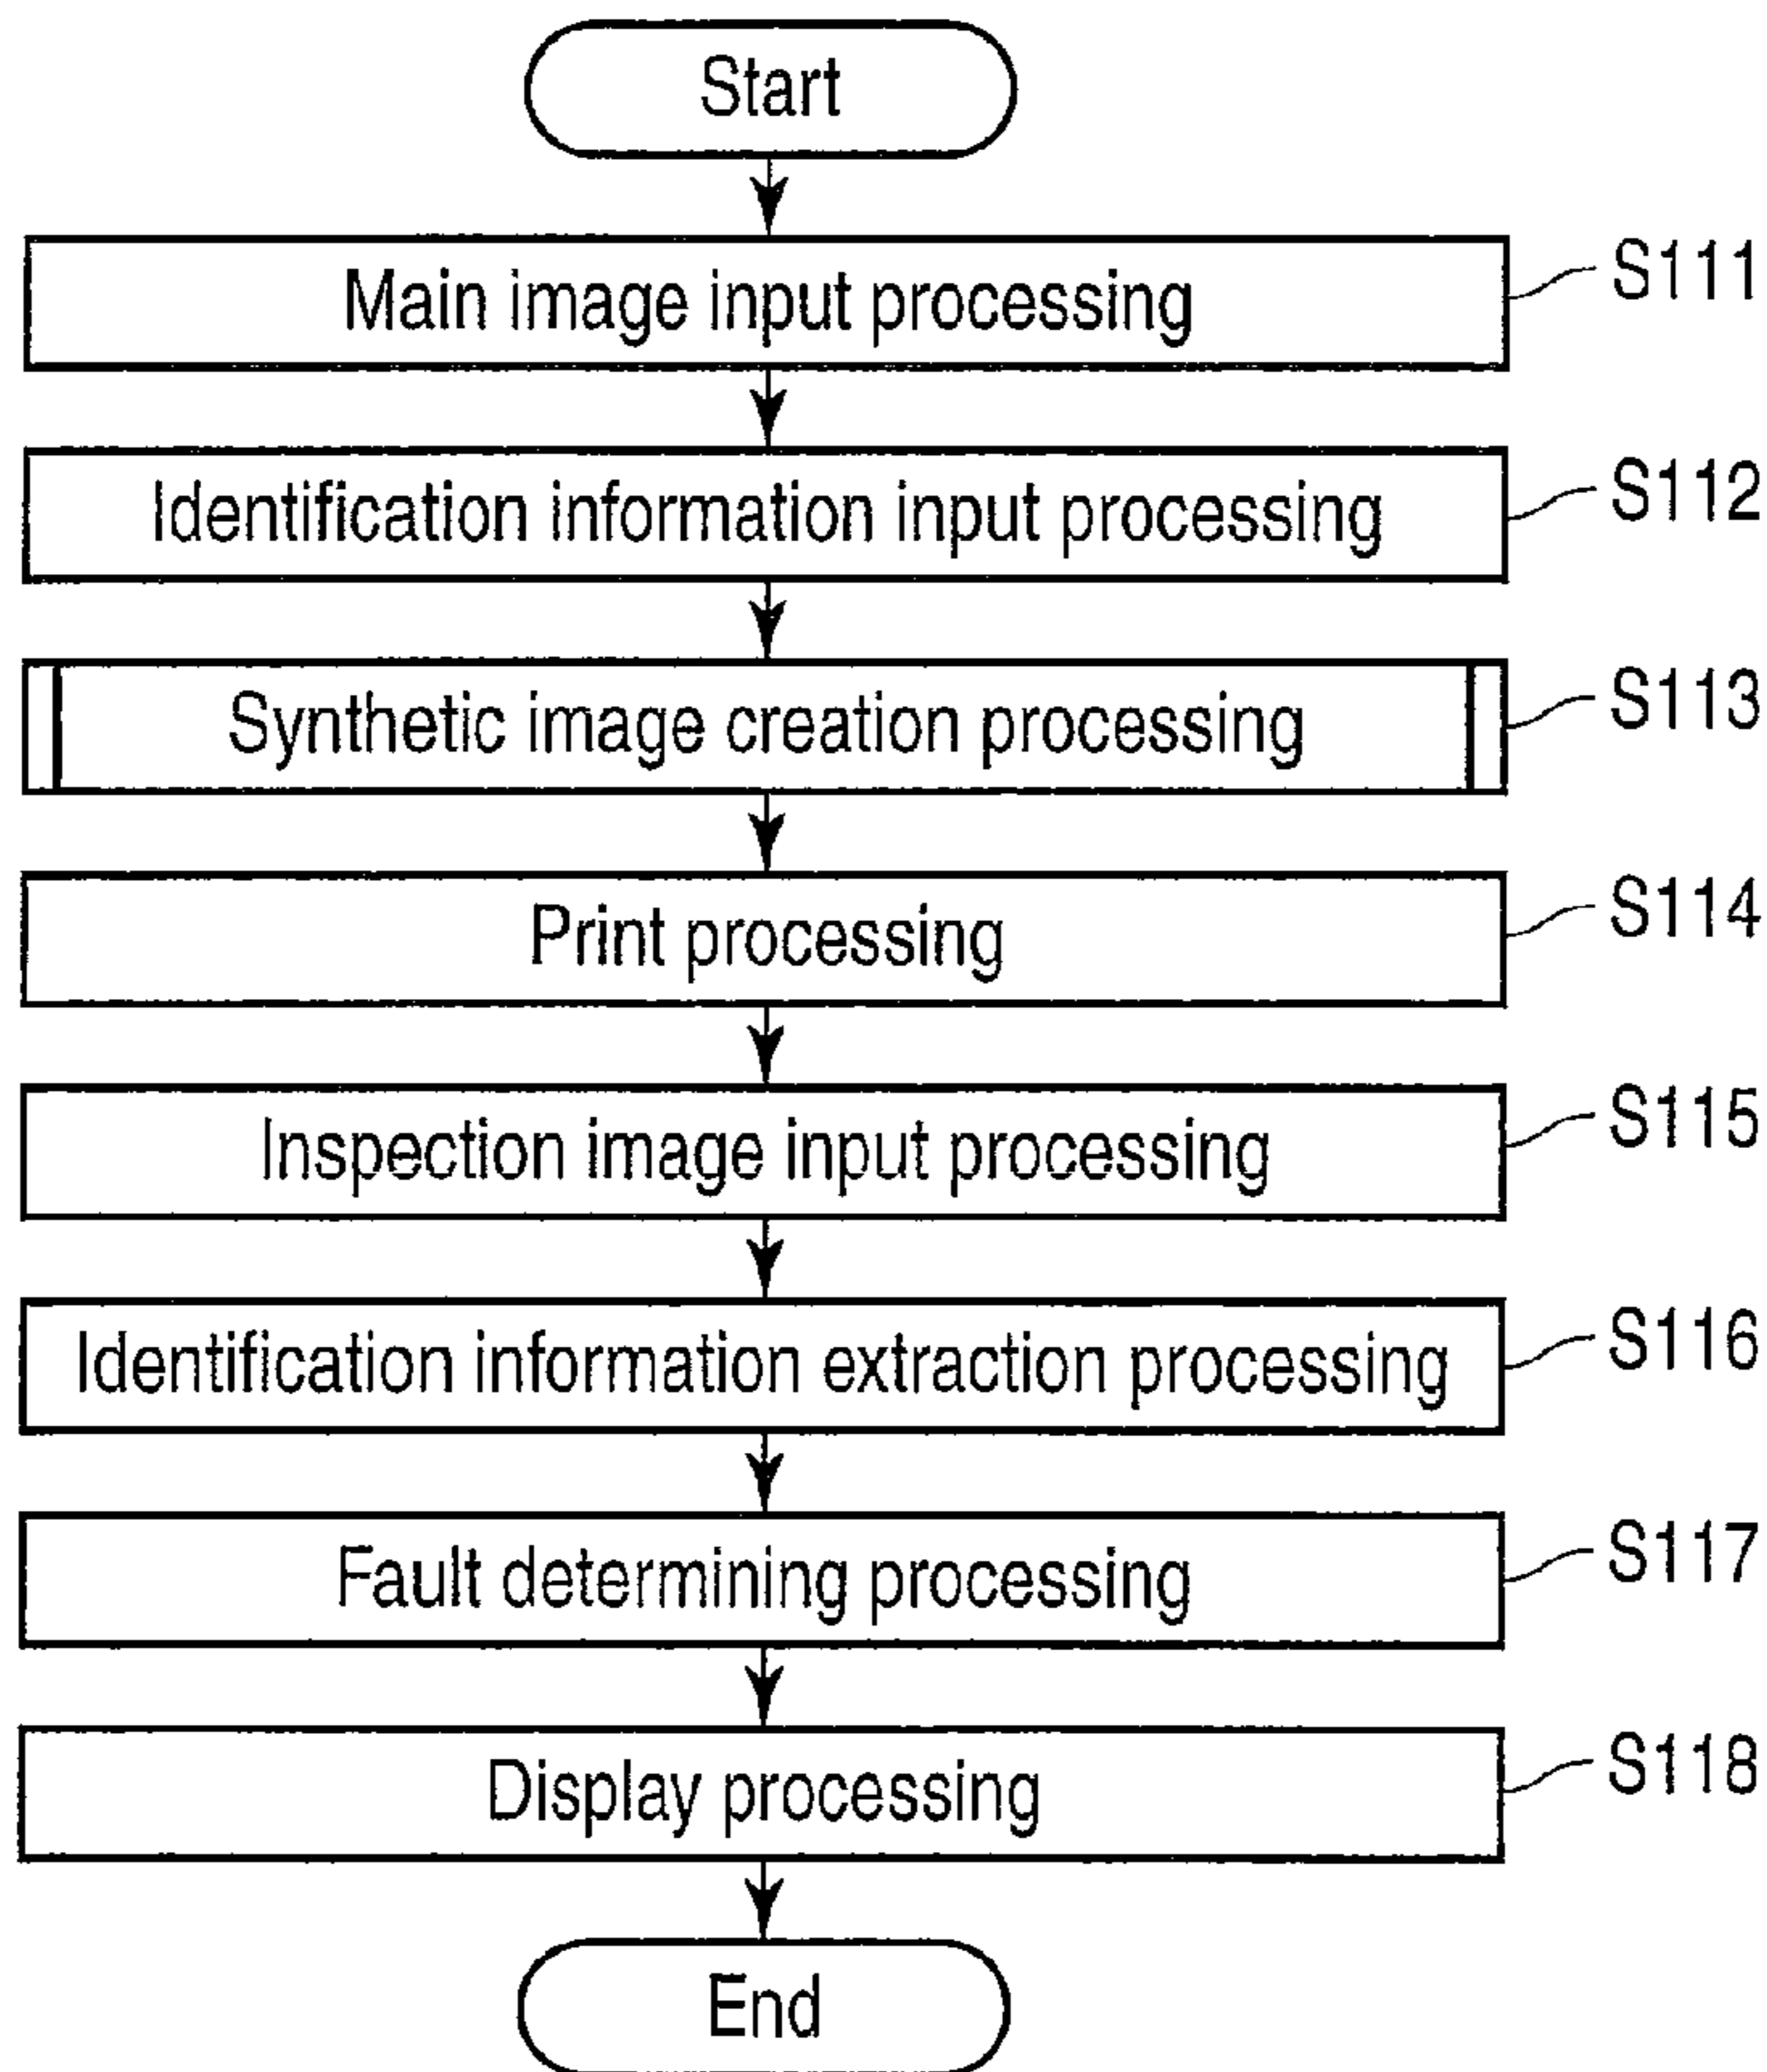 Start
Main image input processing
S111
Identification information input processing
S112
Synthetic image creation processing
S113
Print processing
S114
Inspection image input processing
S115
Identification information extraction processing
S116
Fault determining processing
S117
Display processing
S118
End